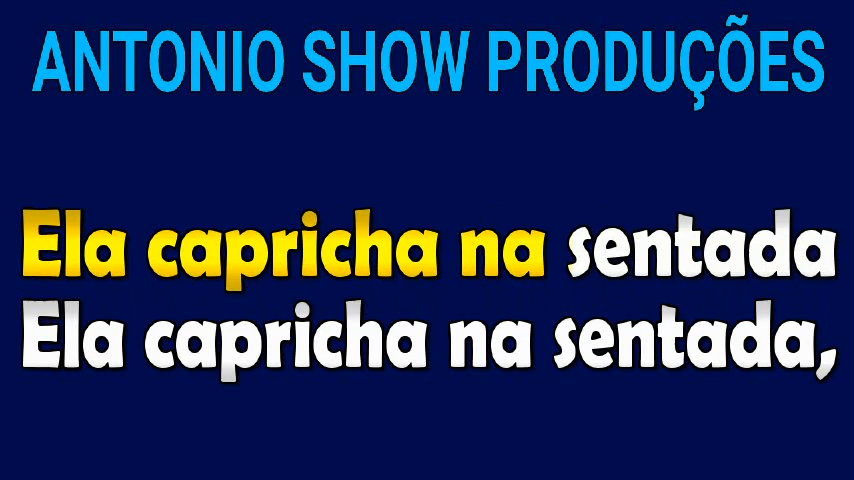 ANTONIO SHOW PRODUÇÕES
Ela capricha na sentada
Ela capricha na sentada,